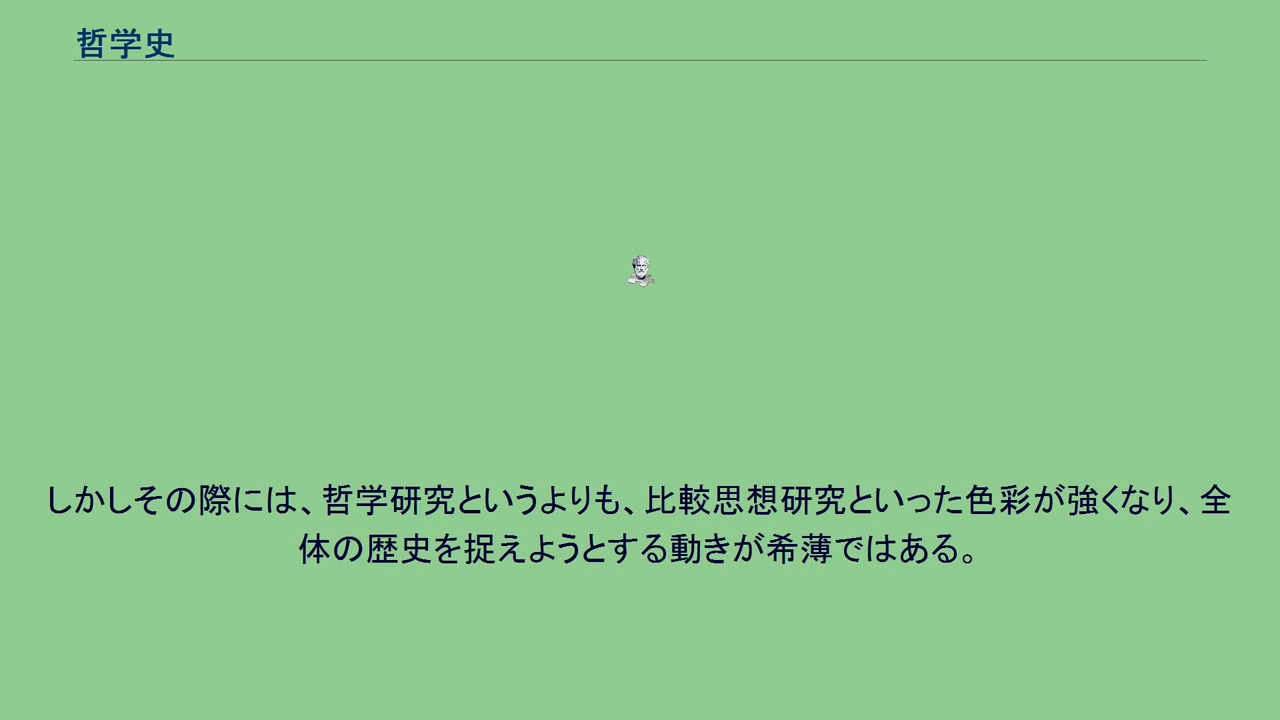 哲学史
しかしその際には、哲学研究というよりも、比較思想研究といった色彩が強くなり、全
体の歴史を捉えようとする動きが希薄ではある。